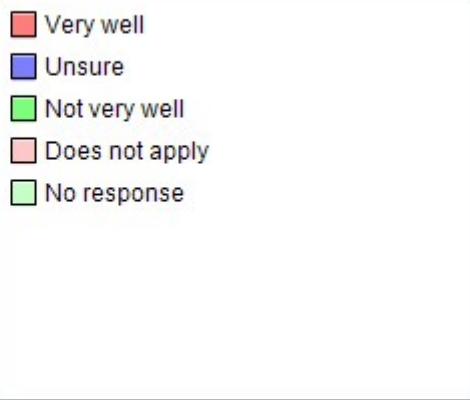 Very well
Unsure
Not very well
Does not apply
No response